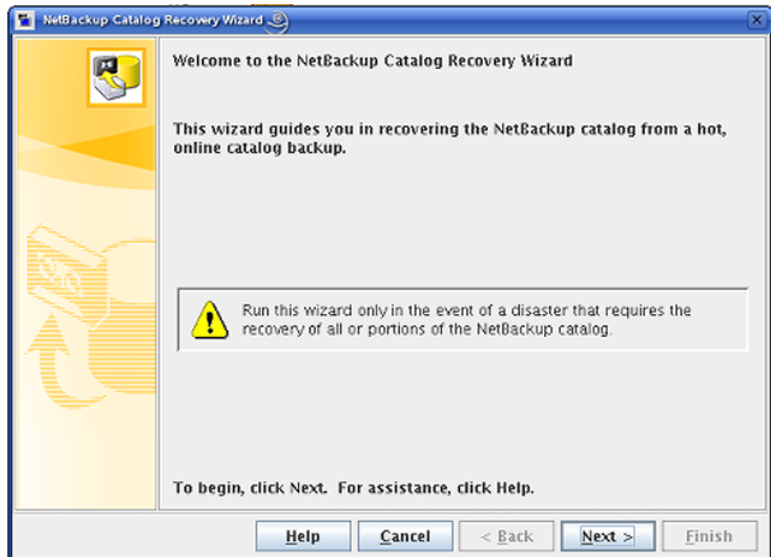 NetBackup Catalog Recovery Wizard
Welcome to the NetBackup Catalog Recovery Wizard
This wizard guides you in recovering the NetBackup catalog from a hot,
online catalog backup.
Run this wizard only in the event of a disaster that requires the
recovery of all or portions of the NetBackup catalog.
To begin, click Next. For assistance, click Help.
Help Cancel < Back Next > Finish